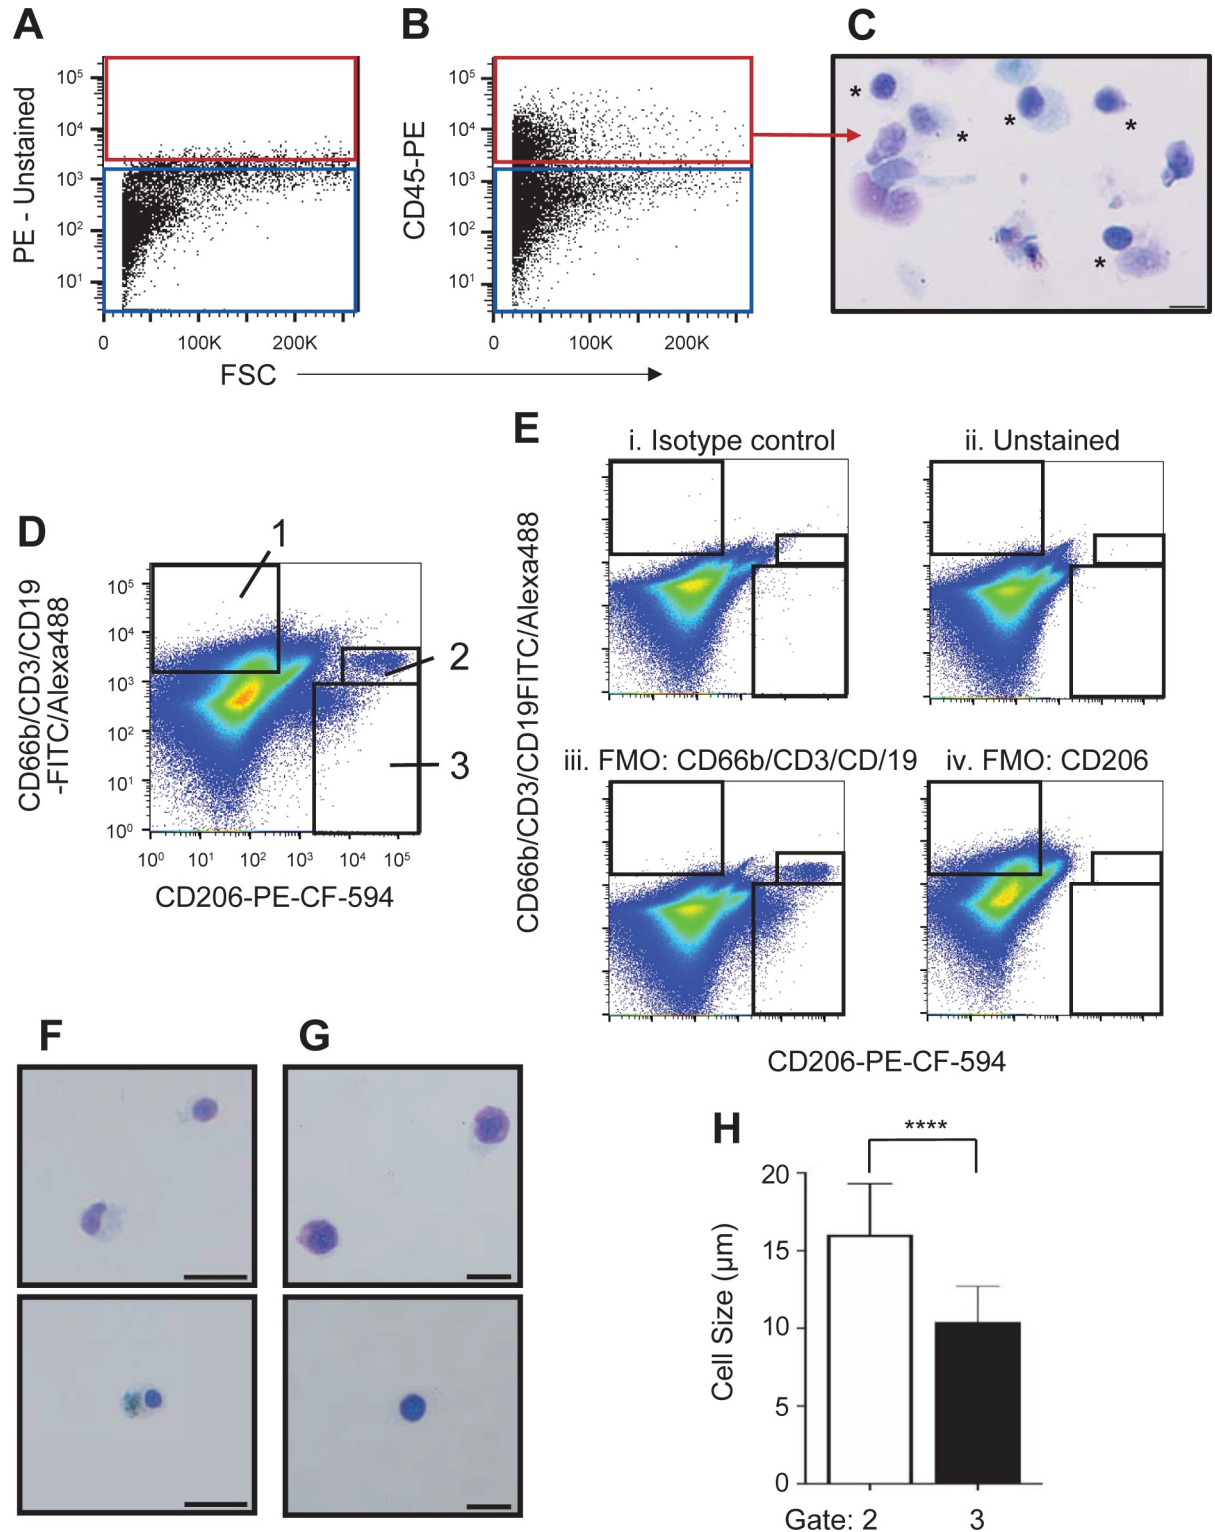 A
B
C
PE - Unstained
10⁵
10⁴
10³
10²
10¹
0
100K
200K
CD45-PE
10⁵
10⁴
10³
10²
10¹
0
100K
200K
FSC
*
*
*
*
*
D
1
2
3
CD66b/CD3/CD19
-FITC/Alexa488
10⁵
10⁴
10³
10²
10¹
10⁰
10⁰
10¹
10²
10³
10⁴
10⁵
CD206-PE-CF-594
E
i. Isotype control
ii. Unstained
CD66b/CD3/CD19FITC/Alexa488
iii. FMO: CD66b/CD3/CD/19
iv. FMO: CD206
CD206-PE-CF-594
F
G
H
****
Cell Size (μm)
20
15
10
5
0
Gate: 2
3